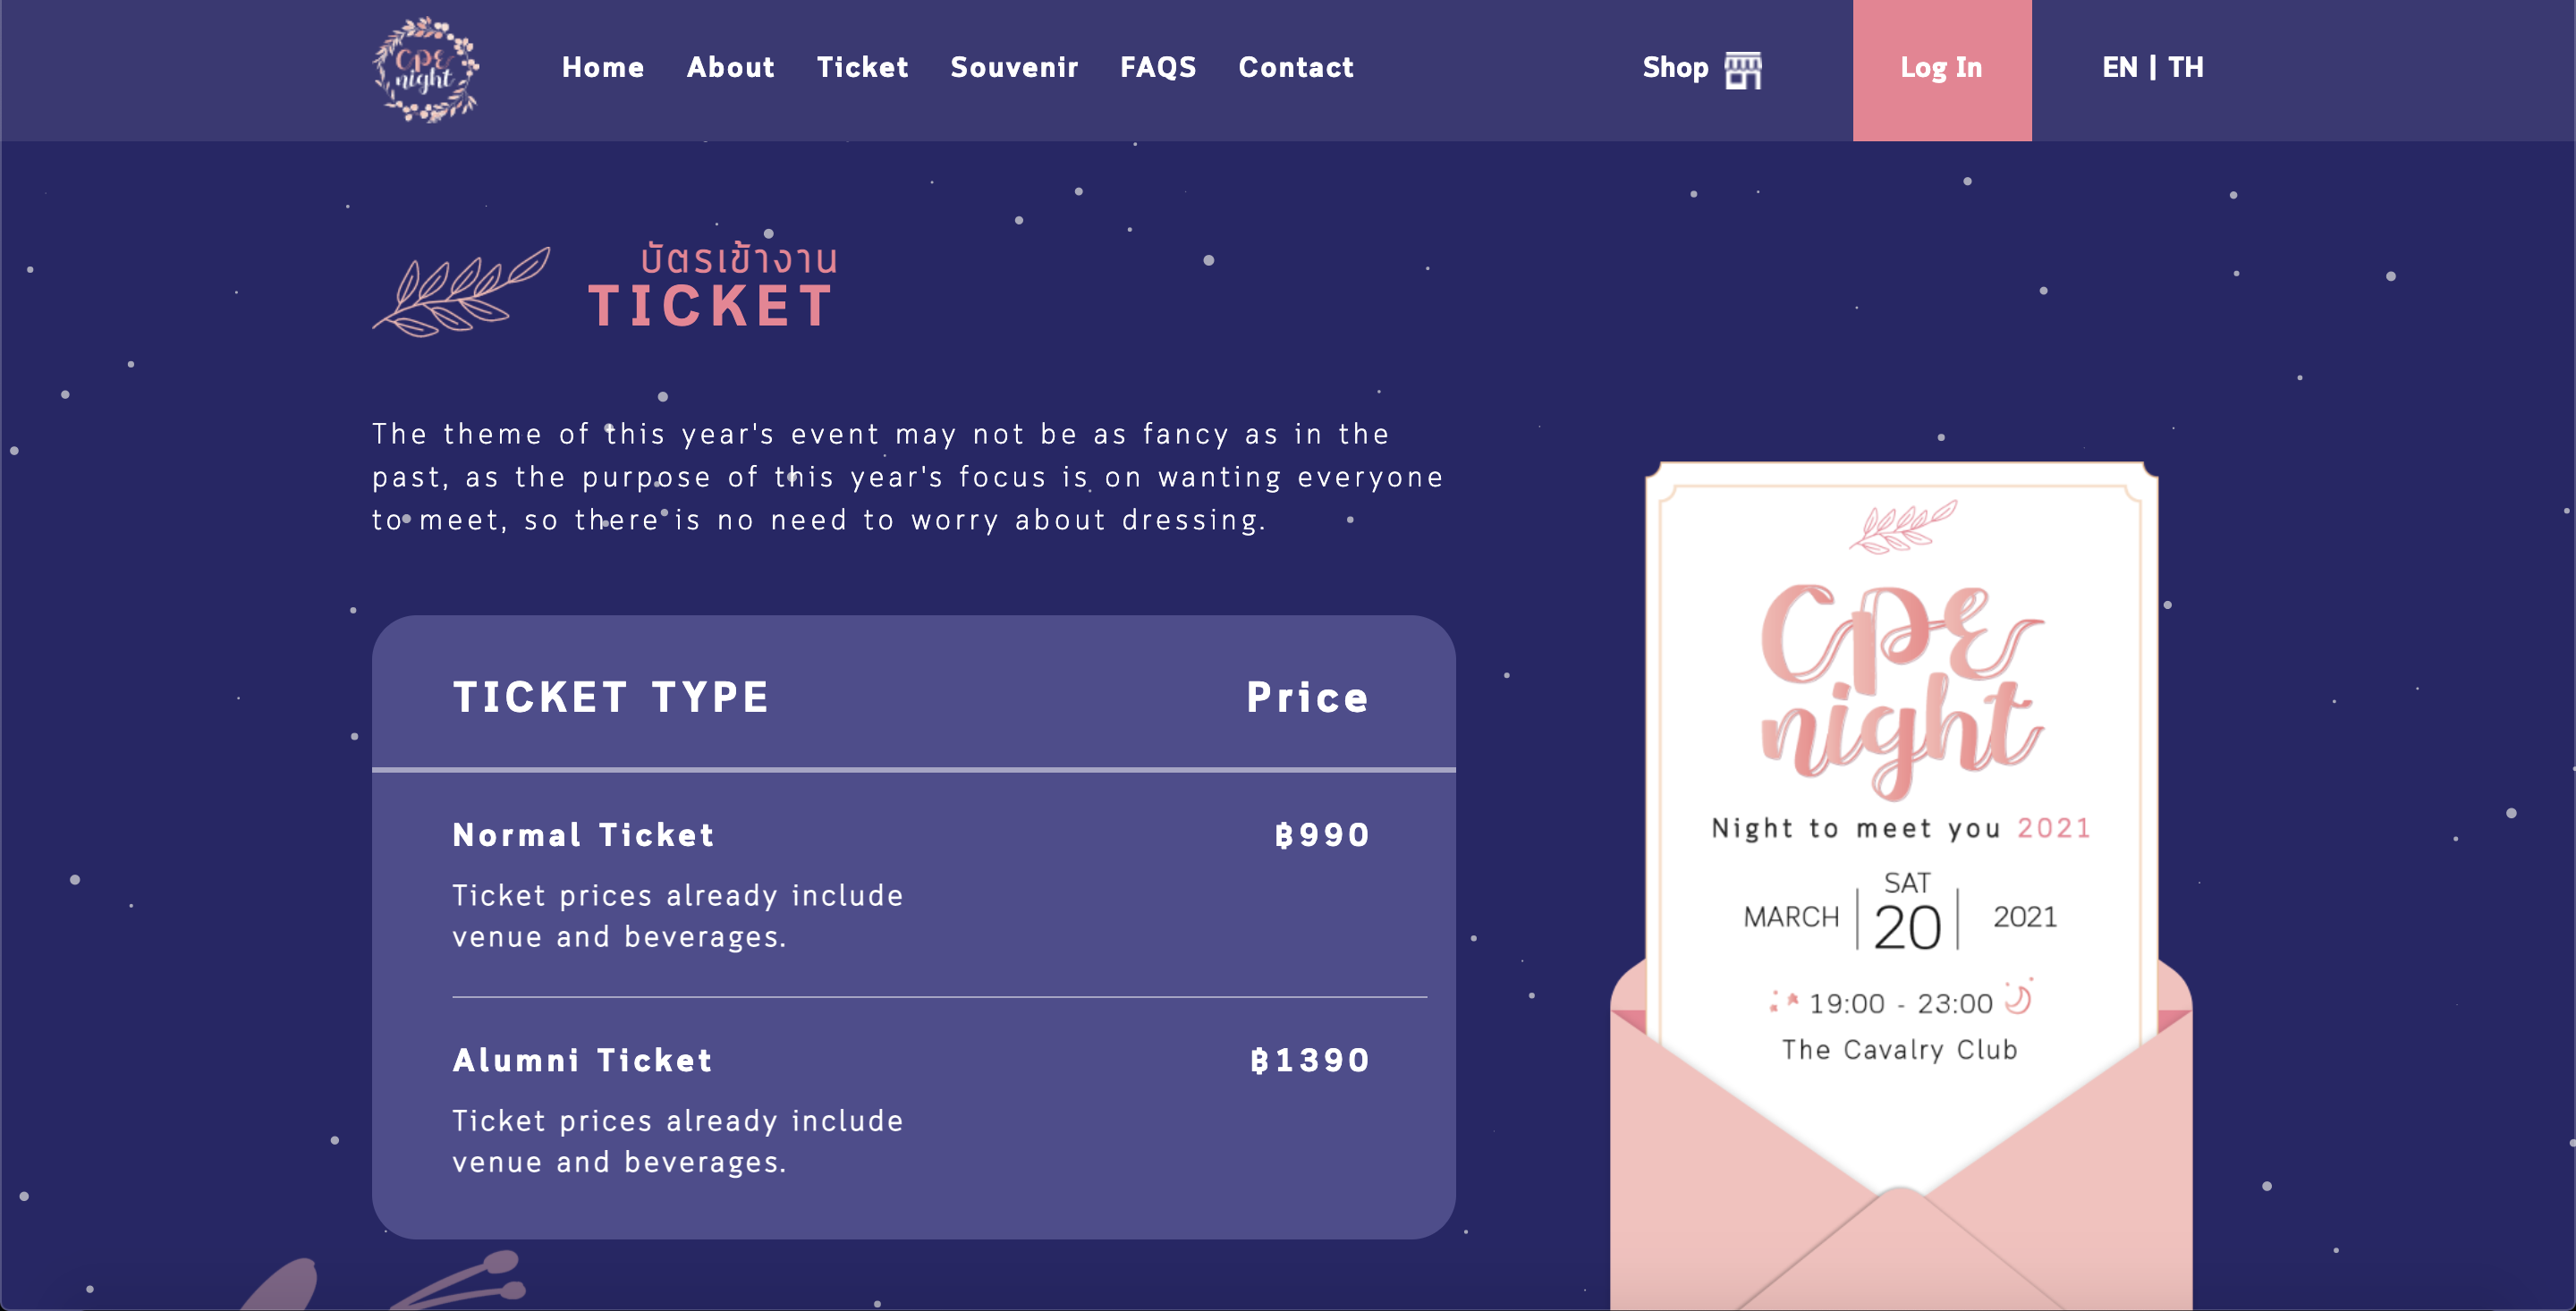 CPE
night
Home About Ticket Souvenir FAQS Contact Shop Log In EN | TH
บัตรเข้างาน
TICKET
The theme of this year's event may not be as fancy as in the
past, as the purpose of this year's focus is on wanting everyone
to meet, so there is no need to worry about dressing.
TICKET TYPE Price
Normal Ticket ฿990
Ticket prices already include
venue and beverages.
Alumni Ticket ฿1390
Ticket prices already include
venue and beverages.
CPE
night
Night to meet you 2021
SAT
MARCH | 20 | 2021
19:00 - 23:00
The Cavalry Club